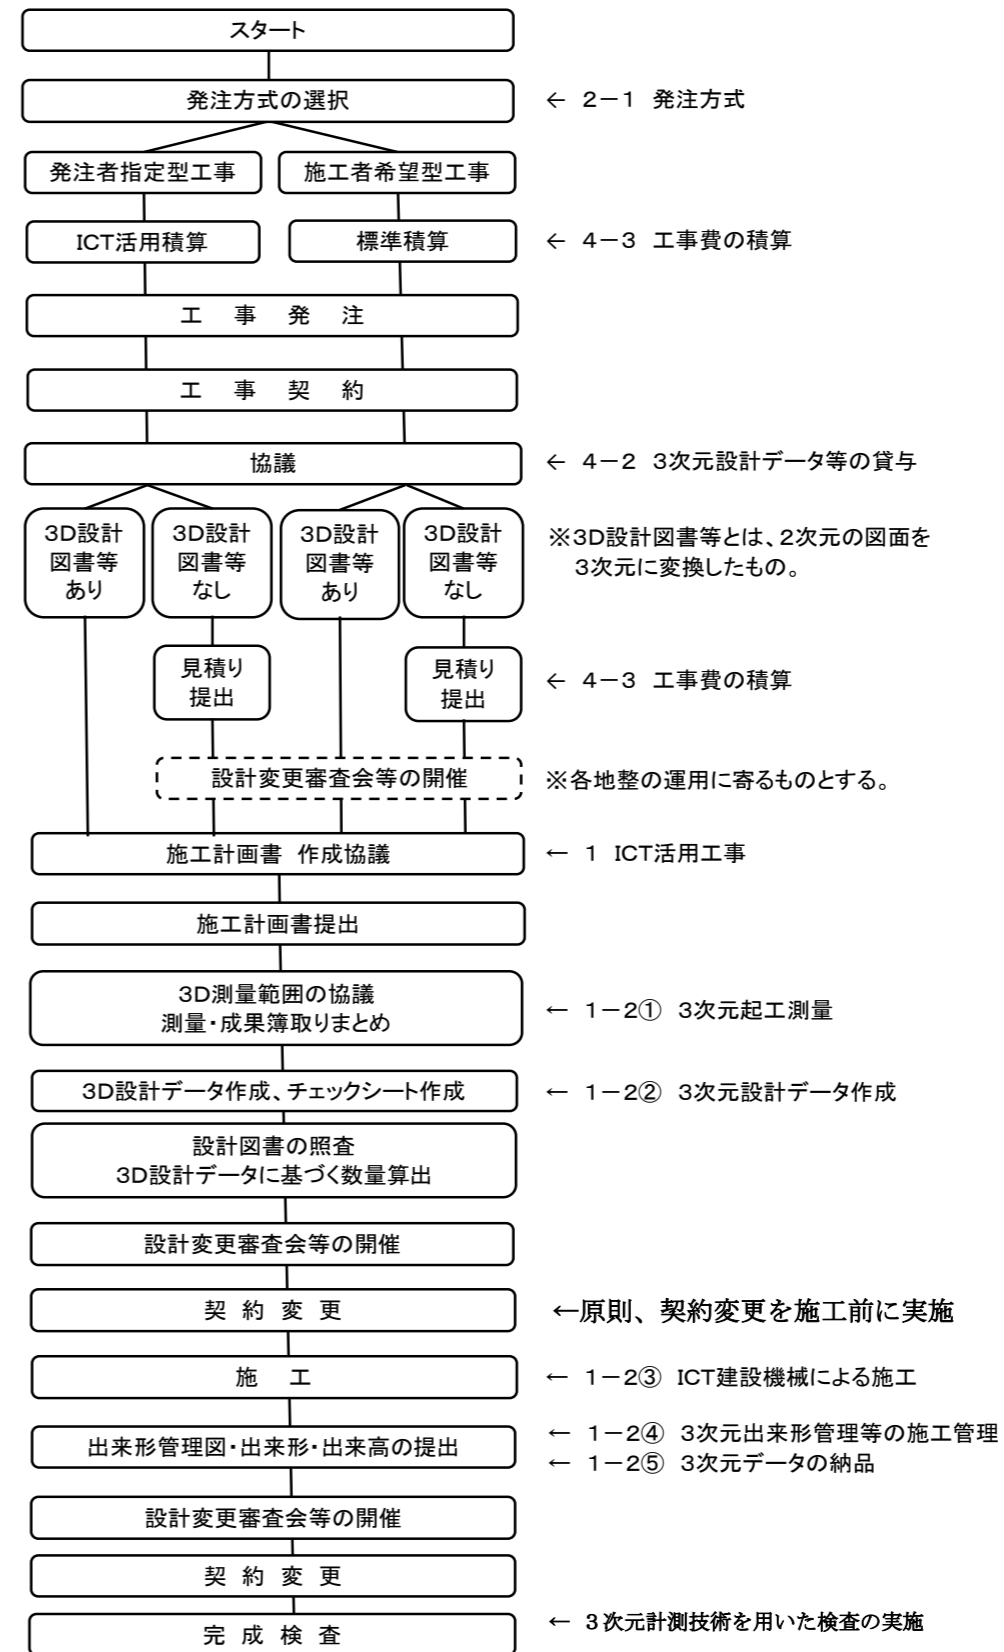 スタート
発注方式の選択
← 2－1 発注方式
発注者指定型工事
施工者希望型工事
ICT活用積算
標準積算
← 4－3 工事費の積算
工 事 発 注
工 事 契 約
協議
← 4－2 3次元設計データ等の貸与
3D設計
図書等
あり
3D設計
図書等
なし
3D設計
図書等
あり
3D設計
図書等
なし
※3D設計図書等とは、2次元の図面を
3次元に変換したもの。
見積り
提出
見積り
提出
← 4－3 工事費の積算
設計変更審査会等の開催
※各地整の運用に寄るものとする。
施工計画書 作成協議
← 1 ICT活用工事
施工計画書提出
3D測量範囲の協議
測量・成果簿取りまとめ
← 1－2① 3次元起工測量
3D設計データ作成、チェックシート作成
← 1－2② 3次元設計データ作成
設計図書の照査
3D設計データに基づく数量算出
設計変更審査会等の開催
契 約 変 更
←原則、契約変更を施工前に実施
施 工
← 1－2③ ICT建設機械による施工
出来形管理図・出来形・出来高の提出
← 1－2④ 3次元出来形管理等の施工管理
← 1－2⑤ 3次元データの納品
設計変更審査会等の開催
契 約 変 更
完 成 検 査
← 3次元計測技術を用いた検査の実施